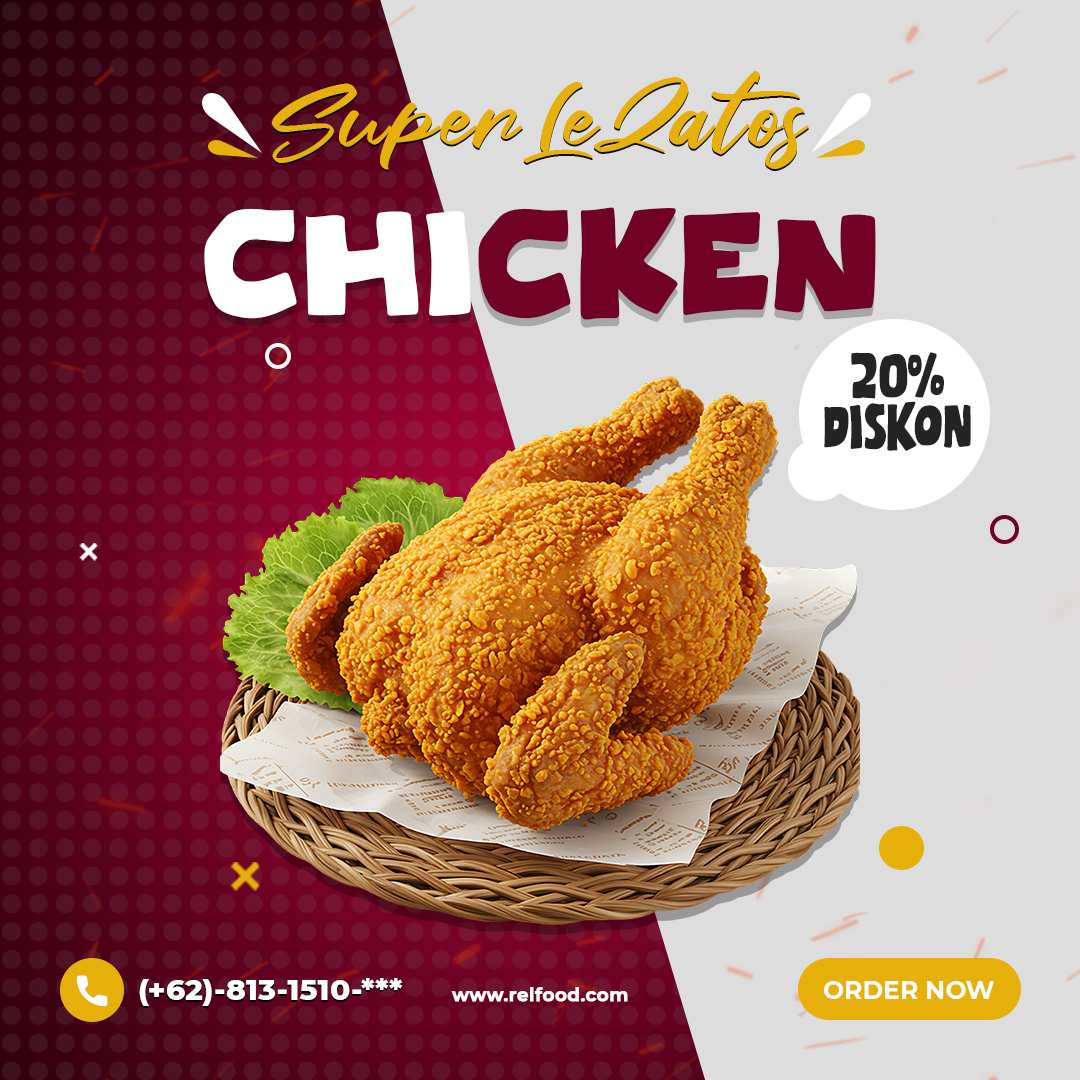 Super LeZatos
CHICKEN
20%
DISKON
(+62)-813-1510-***
www.relfood.com
ORDER NOW